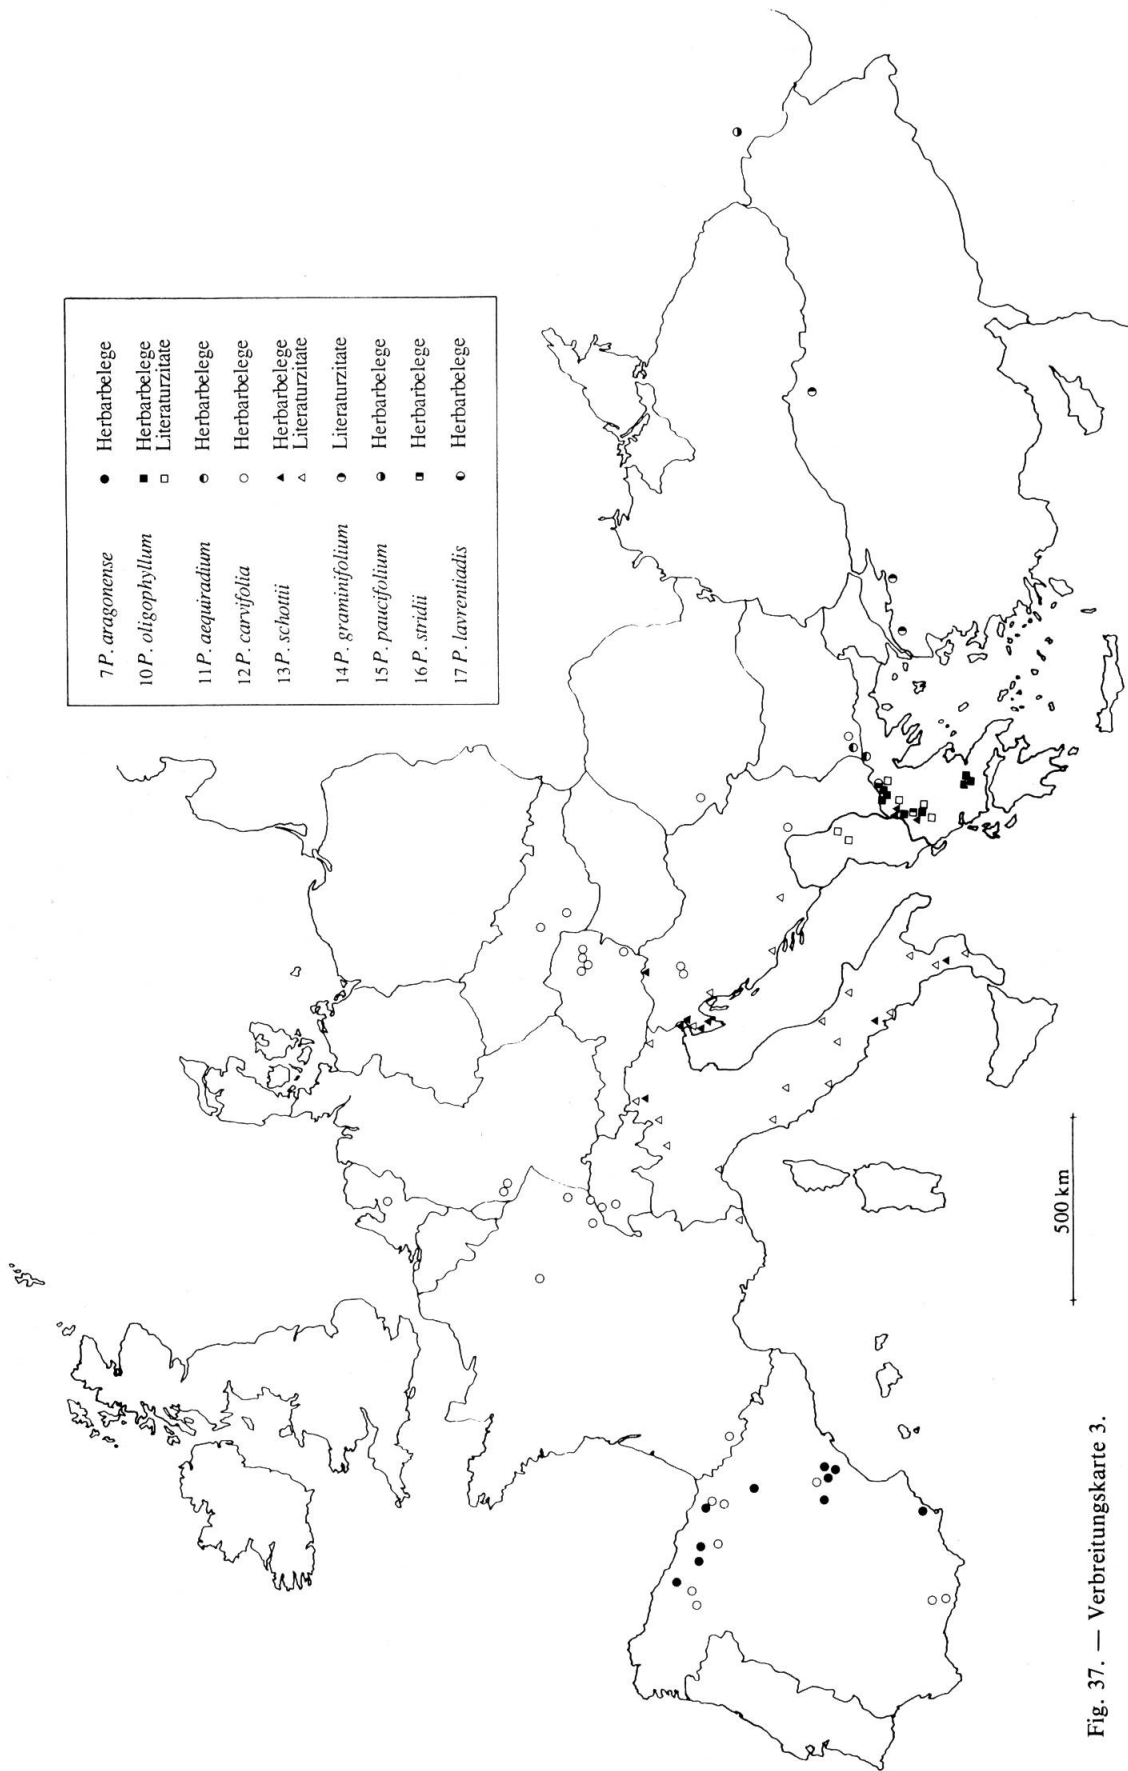 7 P. aragonense ● Herbarbelege
10 P. oligophyllum ■ Herbarbelege
□ Literaturzitate
11 P. aequiradium Herbarbelege
12 P. carvifolia ○ Herbarbelege
13 P. schottii ▲ Herbarbelege
△ Literaturzitate
14 P. graminifolium Literaturzitate
15 P. paucifolium Herbarbelege
16 P. stridii Herbarbelege
17 P. lavrentiadis Herbarbelege
500 km
Fig. 37. — Verbreitungskarte 3.